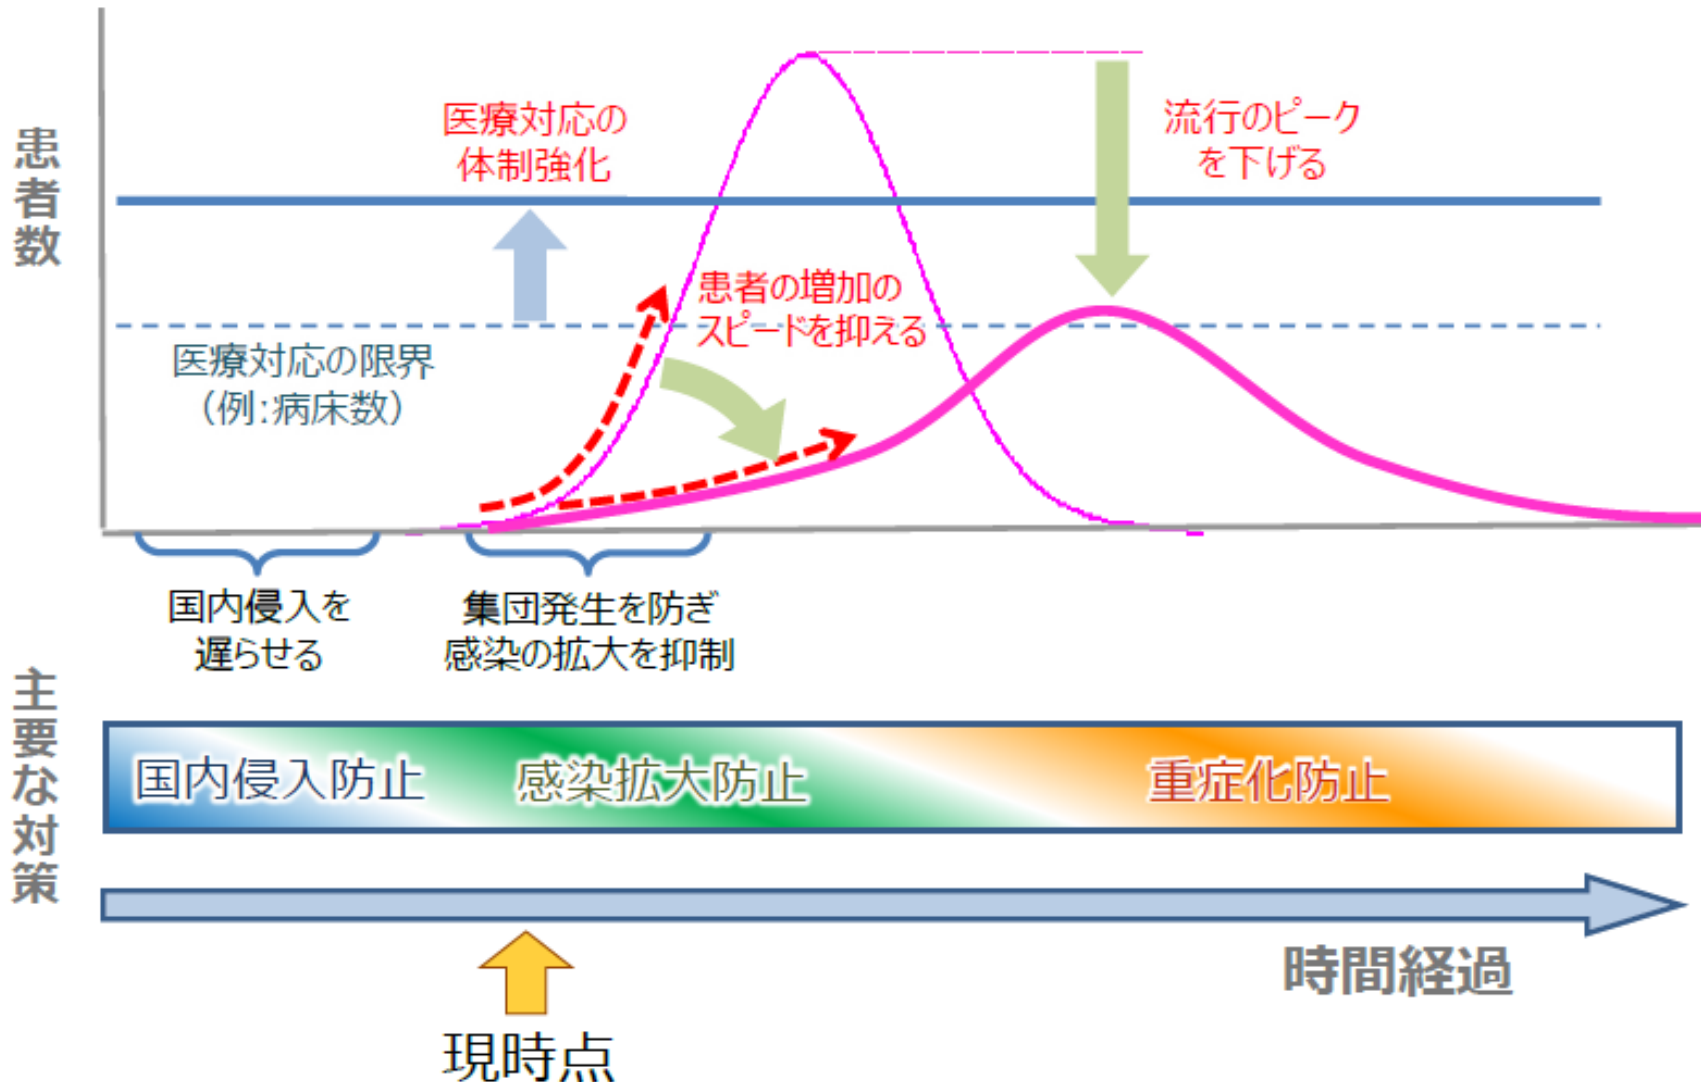 患者数
医療対応の
体制強化
流行のピーク
を下げる
患者の増加の
スピードを抑える
医療対応の限界
（例：病床数）
国内侵入を
遅らせる
集団発生を防ぎ
感染の拡大を抑制
主要な対策
国内侵入防止
感染拡大防止
重症化防止
時間経過
現時点